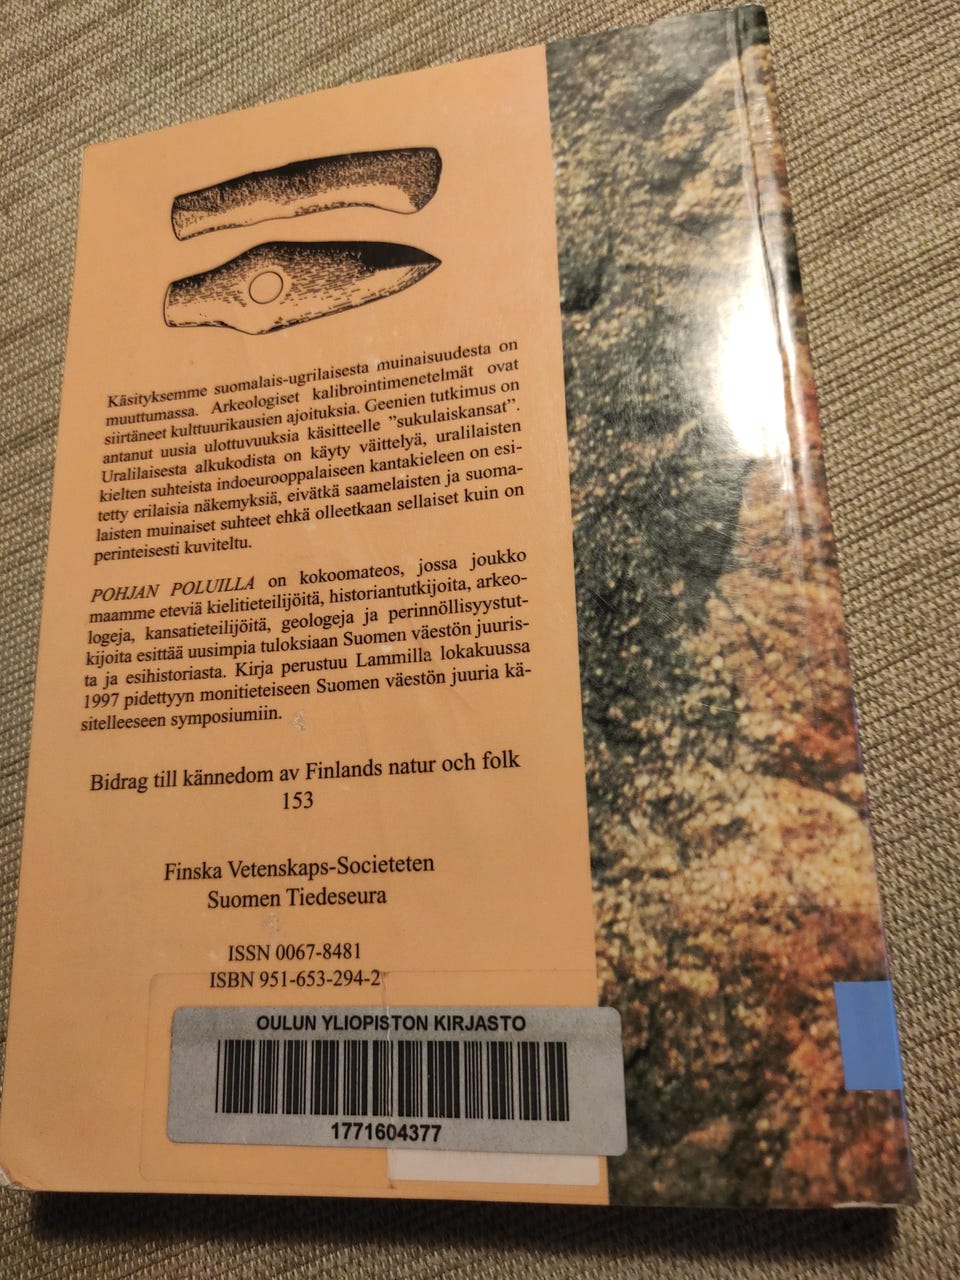 Käsityksemme suomalais-ugrilaisesta muinaisuudesta on
muuttumassa. Arkeologiset kalibrointimenetelmät ovat
siirtäneet kulttuurikausien ajoituksia. Geenien tutkimus on
antanut uusia ulottuvuuksia käsitteelle ”sukulaiskansat”.
Uralilaisesta alkukodista on käyty väittelyä, uralilaisten
kielten suhteista indoeurooppalaiseen kantakieleen on esi-
tetty erilaisia näkemyksiä, eivätkä saamelaisten ja suoma-
laisten muinaiset suhteet ehkä olleetkaan sellaiset kuin on
perinteisesti kuviteltu.
POHJAN POLUILLA on kokoomateos, jossa joukko
maamme eteviä kielitieteilijöitä, historiantutkijoita, arkeo-
logeja, kansatieteilijöitä, geologeja ja perinnöllisyystut-
kijoita esittää uusimpia tuloksiaan Suomen väestön juuris-
ta ja esihistoriasta. Kirja perustuu Lammilla lokakuussa
1997 pidettyyn monitieteiseen Suomen väestön juuria kä-
sitelleeseen symposiumiin.
Bidrag till kännedom av Finlands natur och folk
153
Finska Vetenskaps-Societeten
Suomen Tiedeseura
ISSN 0067-8481
ISBN 951-653-294-2
OULUN YLIOPISTON KIRJASTO
1771604377